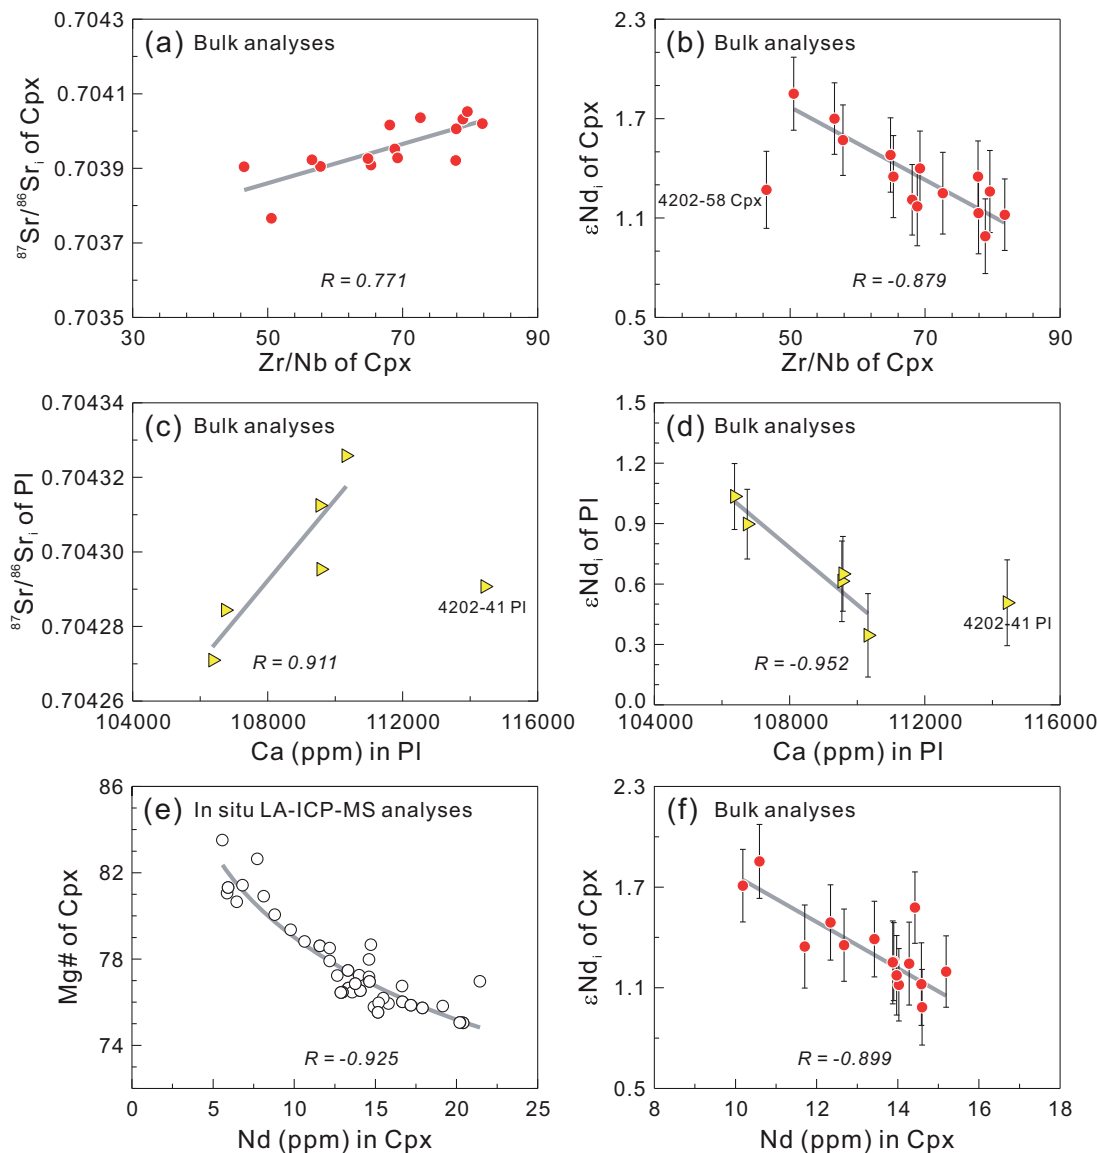 (a) Bulk analyses
0.7043
0.7041
0.7039
0.7037
0.7035
⁸⁷Sr/⁸⁶Srᵢ of Cpx
R = 0.771
30 50 70 90
Zr/Nb of Cpx
(b) Bulk analyses
2.3
1.7
1.1
0.5
εNdᵢ of Cpx
4202-58 Cpx
R = -0.879
30 50 70 90
Zr/Nb of Cpx
(c) Bulk analyses
0.70434
0.70432
0.70430
0.70428
0.70426
⁸⁷Sr/⁸⁶Srᵢ of Pl
4202-41 Pl
R = 0.911
104000 108000 112000 116000
Ca (ppm) in Pl
(d) Bulk analyses
1.5
1.2
0.9
0.6
0.3
0.0
εNdᵢ of Pl
4202-41 Pl
R = -0.952
104000 108000 112000 116000
Ca (ppm) in Pl
(e) In situ LA-ICP-MS analyses
86
82
78
74
Mg# of Cpx
R = -0.925
0 5 10 15 20 25
Nd (ppm) in Cpx
(f) Bulk analyses
2.3
1.7
1.1
0.5
εNdᵢ of Cpx
R = -0.899
8 10 12 14 16 18
Nd (ppm) in Cpx